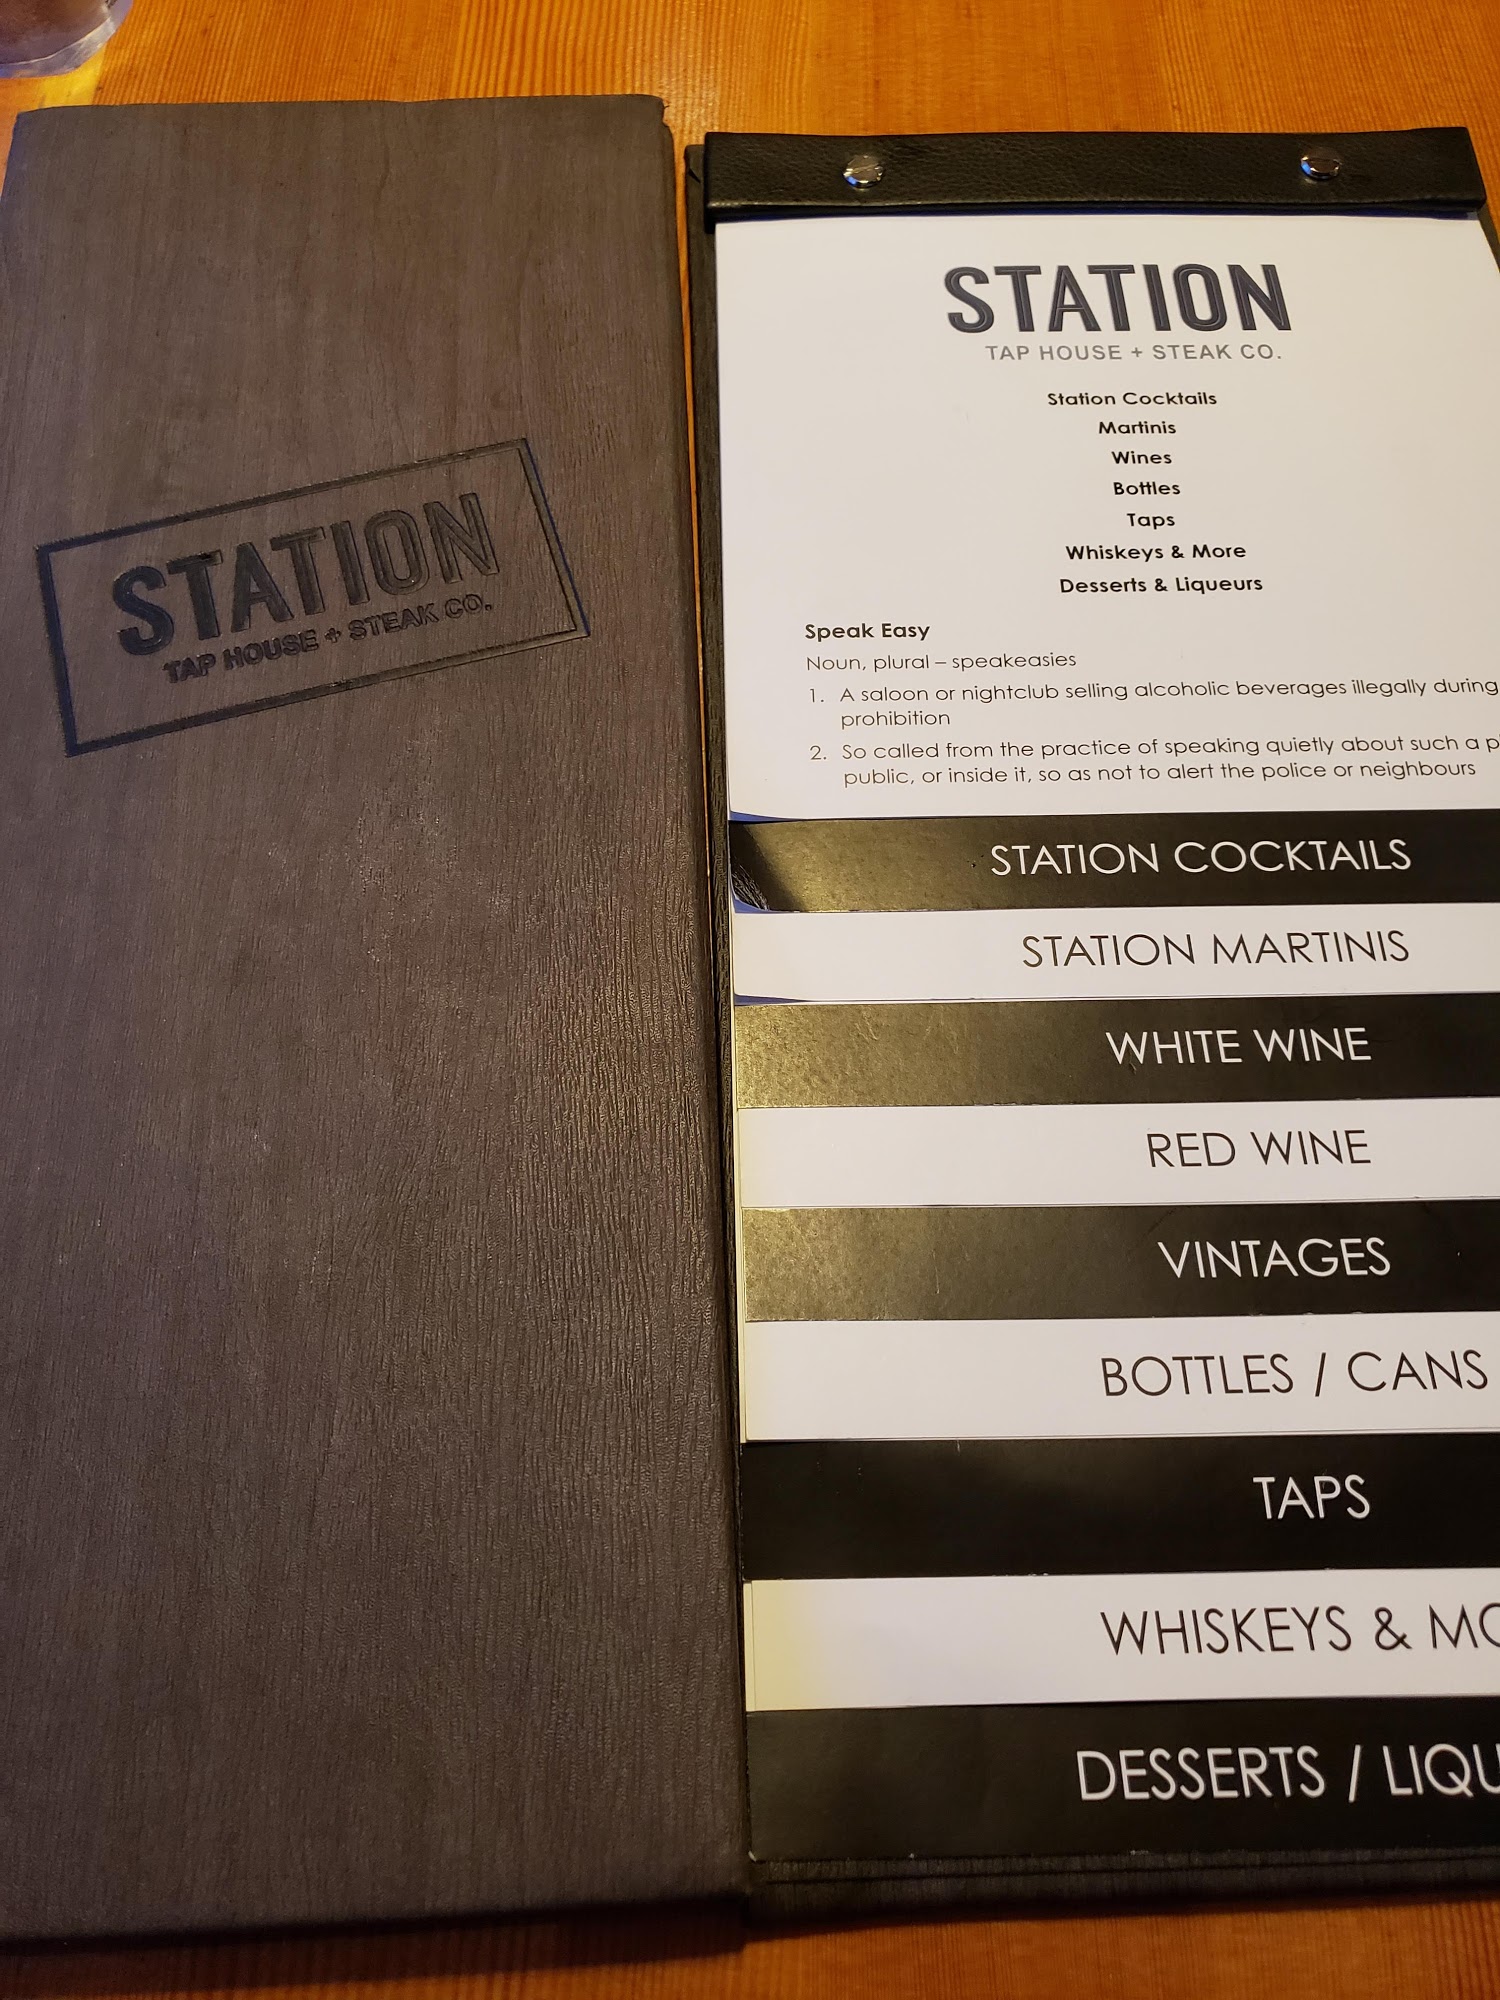 STATION
TAP HOUSE + STEAK CO.
STATION
TAP HOUSE + STEAK CO.
Station Cocktails
Martinis
Wines
Bottles
Taps
Whiskeys & More
Desserts & Liqueurs
Speak Easy
Noun, plural – speakeasies
1. A saloon or nightclub selling alcoholic beverages illegally during
prohibition
2. So called from the practice of speaking quietly about such a
public, or inside it, so as not to alert the police or neighbours
STATION COCKTAILS
STATION MARTINIS
WHITE WINE
RED WINE
VINTAGES
BOTTLES / CANS
TAPS
WHISKEYS &
DESSERTS /